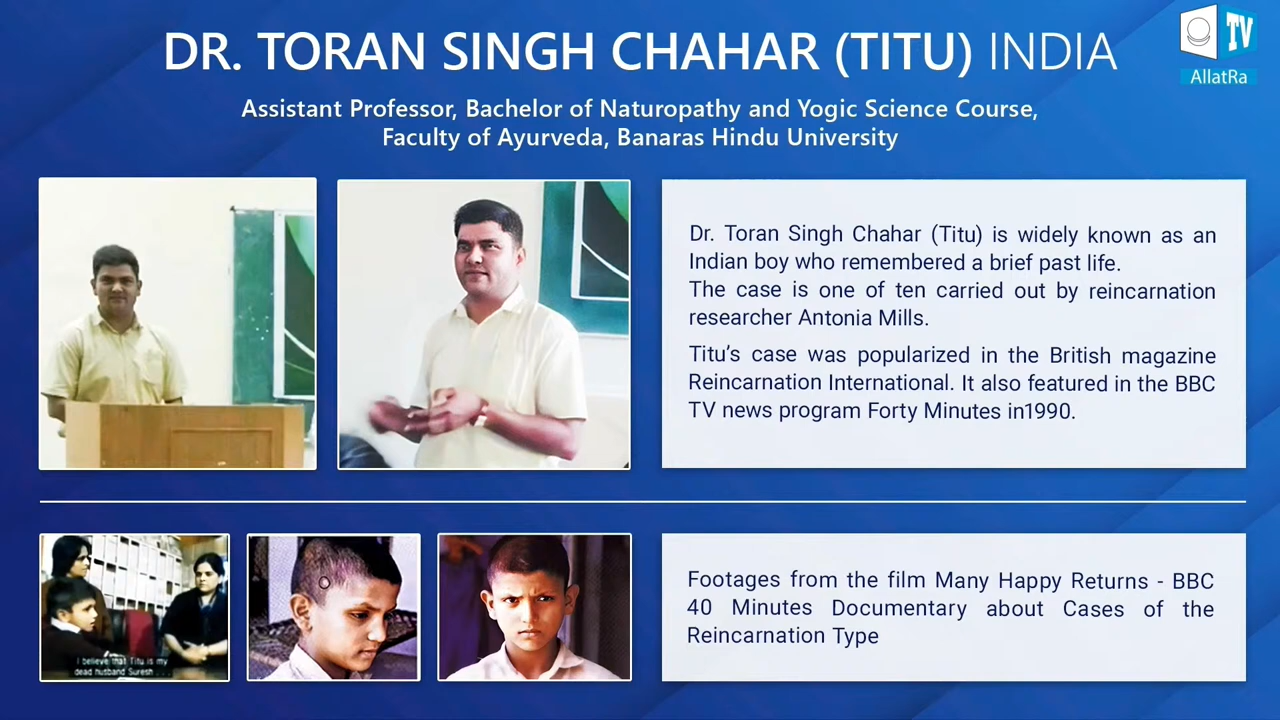 DR. TORAN SINGH CHAHAR (TITU) INDIA
TV
AllatRa
Assistant Professor, Bachelor of Naturopathy and Yogic Science Course,
Faculty of Ayurveda, Banaras Hindu University
Dr. Toran Singh Chahar (Titu) is widely known as an
Indian boy who remembered a brief past life.
The case is one of ten carried out by reincarnation
researcher Antonia Mills.
Titu's case was popularized in the British magazine
Reincarnation International. It also featured in the BBC
TV news program Forty Minutes in1990.
I believe that Titu is my
dead husband Suresh . . .
Footages from the film Many Happy Returns - BBC
40 Minutes Documentary about Cases of the
Reincarnation Type